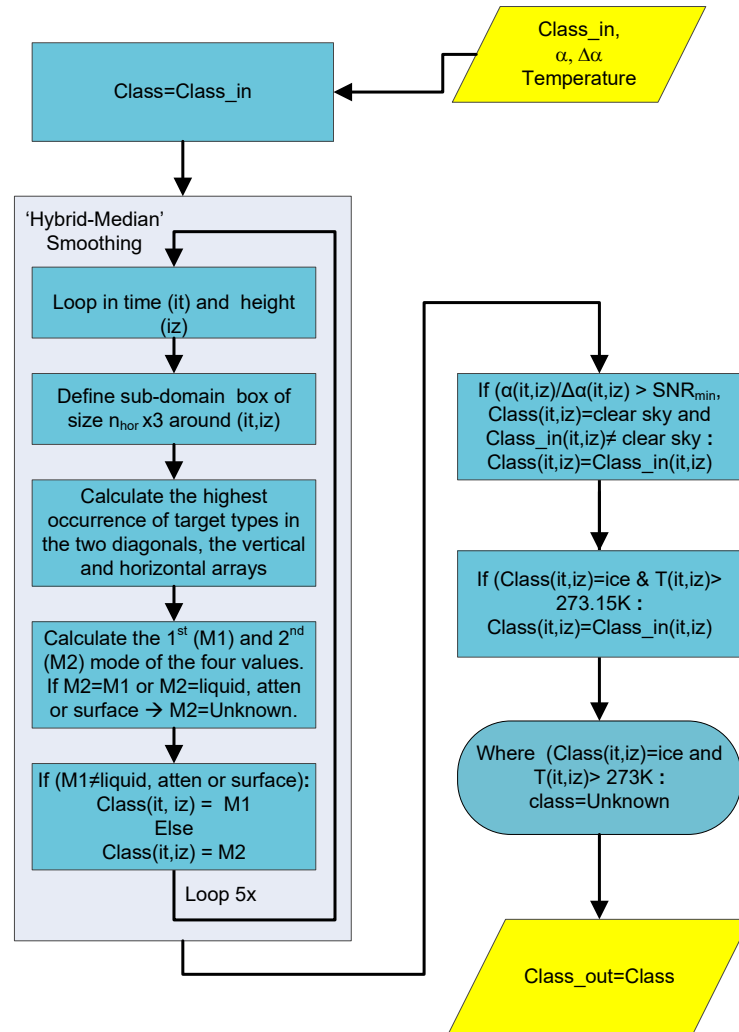 Class_in,
α, Δα
Temperature
Class=Class_in
‘Hybrid-Median’
Smoothing
Loop in time (it) and height
(iz)
Define sub-domain box of
size nhor x3 around (it,iz)
Calculate the highest
occurrence of target types in
the two diagonals, the vertical
and horizontal arrays
Calculate the 1st (M1) and 2nd
(M2) mode of the four values.
If M2=M1 or M2=liquid, atten
or surface → M2=Unknown.
If (M1≠liquid, atten or surface):
Class(it, iz) = M1
Else
Class(it,iz) = M2
Loop 5x
If (α(it,iz)/Δα(it,iz) > SNRmin,
Class(it,iz)=clear sky and
Class_in(it,iz)≠ clear sky :
Class(it,iz)=Class_in(it,iz)
If (Class(it,iz)=ice & T(it,iz)>
273.15K :
Class(it,iz)=Class_in(it,iz)
Where (Class(it,iz)=ice and
T(it,iz)> 273K :
class=Unknown
Class_out=Class